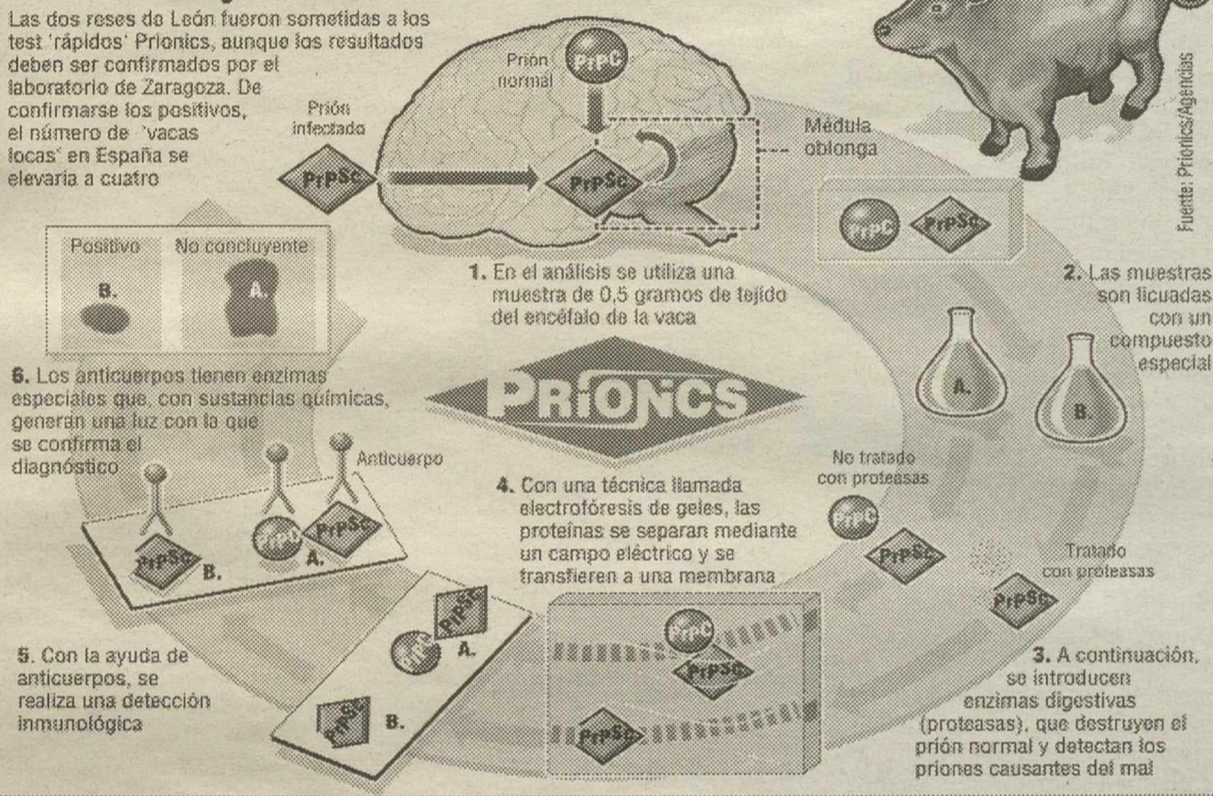 Las dos reses de León fueron sometidas a los
test 'rápidos' Prionics, aunque los resultados
deben ser confirmados por el
laboratorio de Zaragoza. De
confirmarse los positivos,
el número de 'vacas
locas' en España se
elevaría a cuatro
Prión
infectada
PrPSc
Prión
normal
PrPC
PrPSc
Médula
oblonga
Fuente: Prionics/Agencias
PrPC
PrPSc
1. En el análisis se utiliza una
muestra de 0,5 gramos de tejido
del encéfalo de la vaca
2. Las muestras
son licuadas
con un
compuesto
especial
A.
B.
PRIONCS
No tratado
con proteasas
PrPC
PrPSc
Tratado
con proteasas
PrPSc
3. A continuación,
se introducen
enzimas digestivas
(proteasas), que destruyen el
prión normal y detectan los
priones causantes del mal
4. Con una técnica llamada
electrofóresis de geles, las
proteínas se separan mediante
un campo eléctrico y se
transfieren a una membrana
PrPC
PrPSc
PrPSc
PrPSc
PrPC
A.
PrPSc
B.
5. Con la ayuda de
anticuerpos, se
realiza una detección
inmunológica
Anticuerpo
PrPSc
B.
PrPC
PrPSc
A.
6. Los anticuerpos tienen enzimas
especiales que, con sustancias químicas,
generan una luz con la que
se confirma el
diagnóstico
Positivo
No concluyente
B.
A.